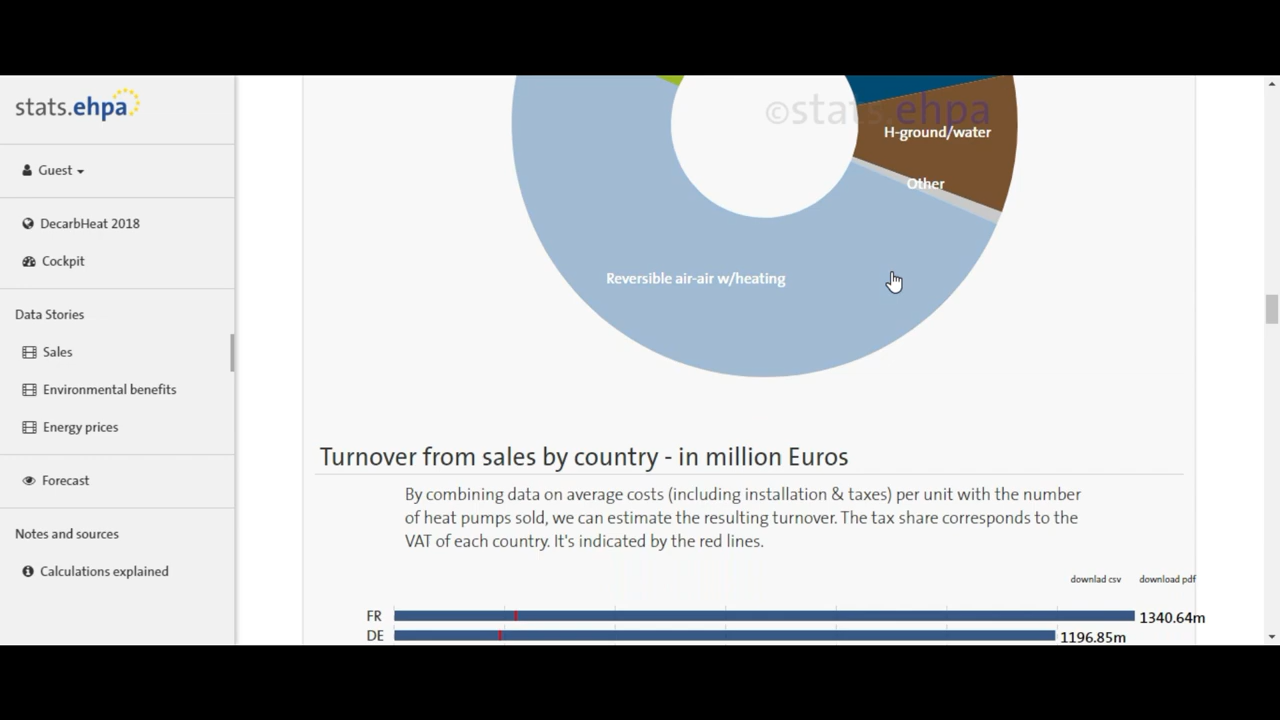 stats.ehpa
Guest
DecarbHeat 2018
Cockpit
Data Stories
Sales
Environmental benefits
Energy prices
Forecast
Notes and sources
Calculations explained
©stats.ehpa
H-ground/water
Other
Reversible air-air w/heating
Turnover from sales by country - in million Euros
By combining data on average costs (including installation & taxes) per unit with the number
of heat pumps sold, we can estimate the resulting turnover. The tax share corresponds to the
VAT of each country. It's indicated by the red lines.
downlad csv download pdf
FR 1340.64m
DE 1196.85m